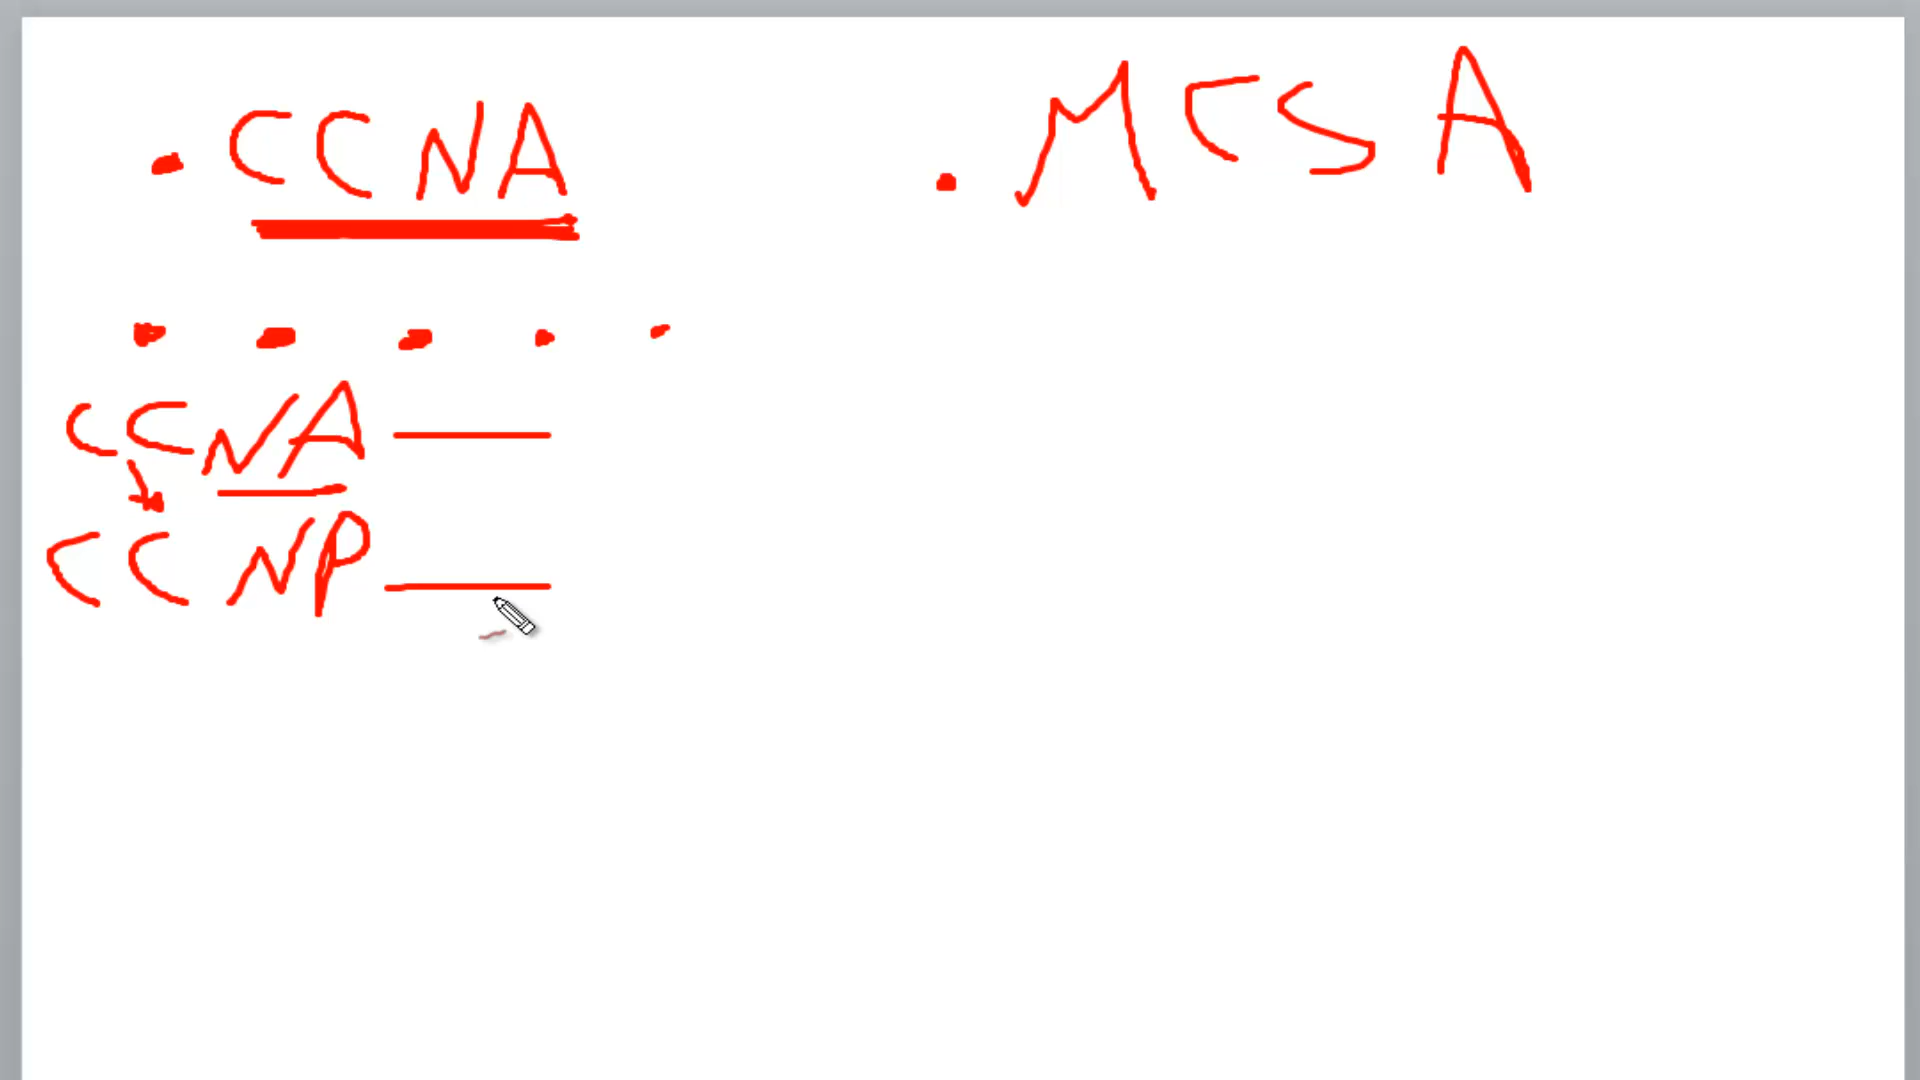 • CCNA
• MCSA
• • • • •
CCNA
CCNP